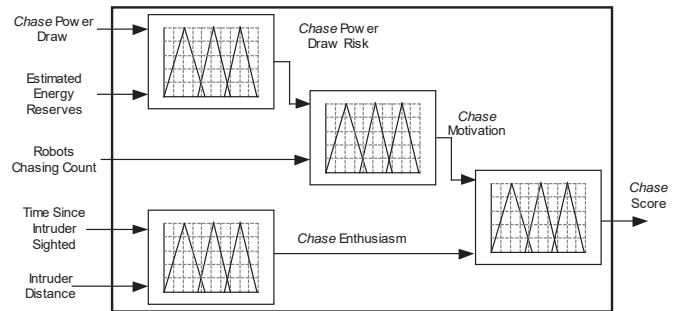 Chase Power
Draw
Chase Power
Draw Risk
Estimated
Energy
Reserves
Chase
Motivation
Robots
Chasing Count
Chase
Score
Time Since
Intruder
Sighted
Chase Enthusiasm
Intruder
Distance